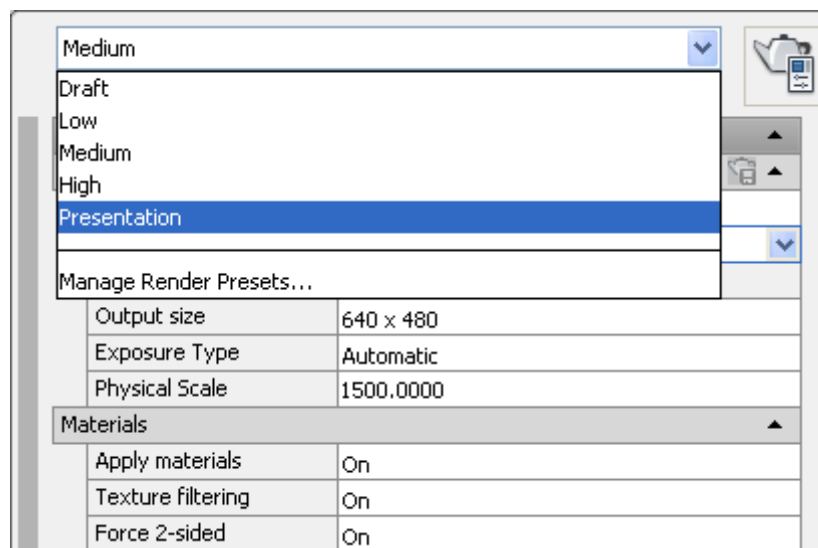 Medium
Draft
Low
Medium
High
Presentation
Manage Render Presets...
Output size 640 x 480
Exposure Type Automatic
Physical Scale 1500.0000
Materials
Apply materials On
Texture filtering On
Force 2-sided On